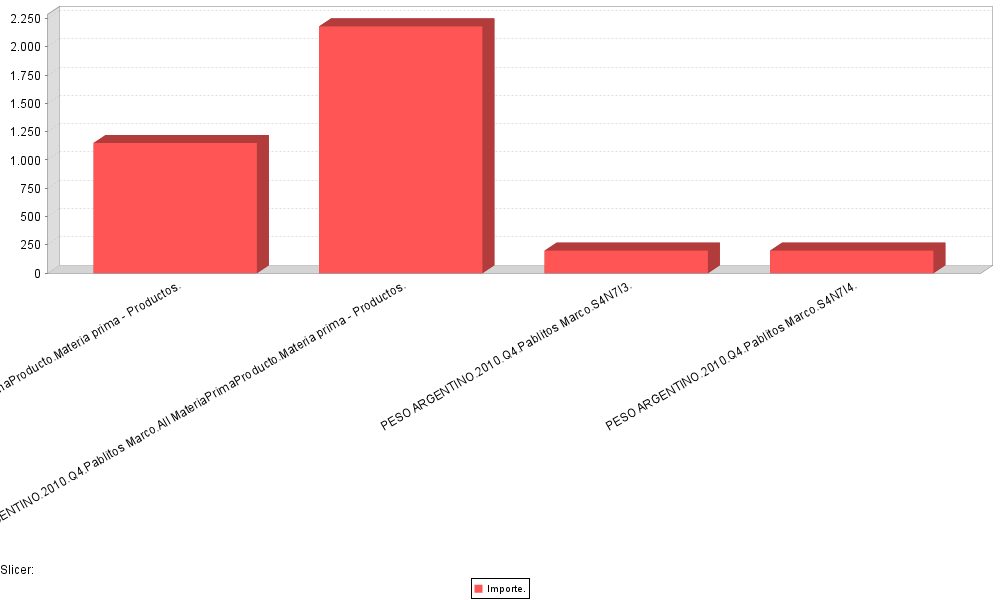 2.250
2.000
1.750
1.500
1.250
1.000
750
500
250
0
maProducto.Materia prima - Productos.
GENTINO.2010.Q4.Pablitos Marco.All MateriaPrimaProducto.Materia prima - Productos.
PESO ARGENTINO.2010.Q4.Pablitos Marco.S4N7I3.
PESO ARGENTINO.2010.Q4.Pablitos Marco.S4N7I4.
Slicer:
Importe.